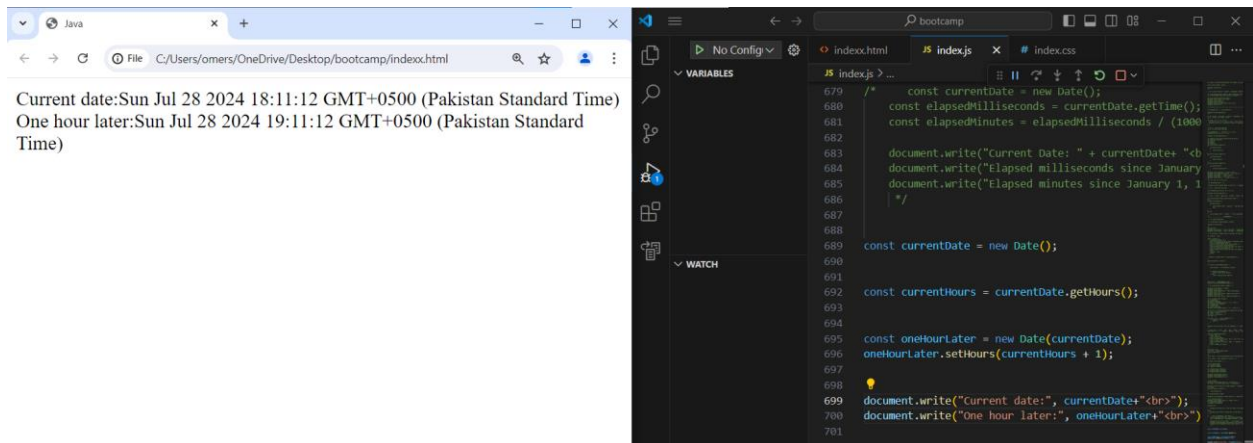 Java
File C:/Users/omers/OneDrive/Desktop/bootcamp/indexx.html
Current date:Sun Jul 28 2024 18:11:12 GMT+0500 (Pakistan Standard Time)
One hour later:Sun Jul 28 2024 19:11:12 GMT+0500 (Pakistan Standard
Time)
bootcamp
No Config
indexx.html
JS index.js
# index.css
VARIABLES
1
WATCH
JS index.js > ...
679 /* const currentDate = new Date();
680 const elapsedMilliseconds = currentDate.getTime();
681 const elapsedMinutes = elapsedMilliseconds / (1000
682
683 document.write("Current Date: " + currentDate+ "<b
684 document.write("Elapsed milliseconds since January
685 document.write("Elapsed minutes since January 1, 1
686 */
687
688
689 const currentDate = new Date();
690
691
692 const currentHours = currentDate.getHours();
693
694
695 const oneHourLater = new Date(currentDate);
696 oneHourLater.setHours(currentHours + 1);
697
698
699 document.write("Current date:", currentDate+"<br>");
700 document.write("One hour later:", oneHourLater+"<br>")
701